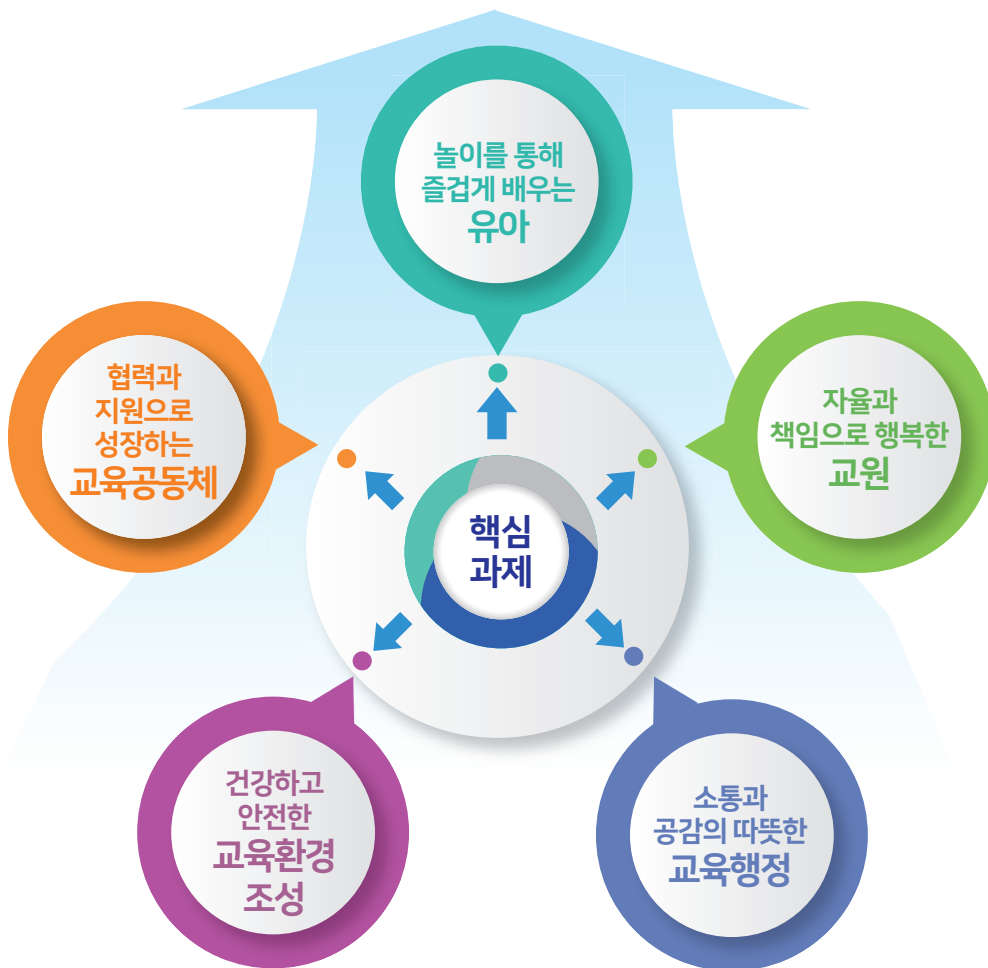 놀이를 통해
즐겁게 배우는
유아
협력과
지원으로
성장하는
교육공동체
자율과
책임으로 행복한
교원
핵심
과제
건강하고
안전한
교육환경
조성
소통과
공감의 따뜻한
교육행정